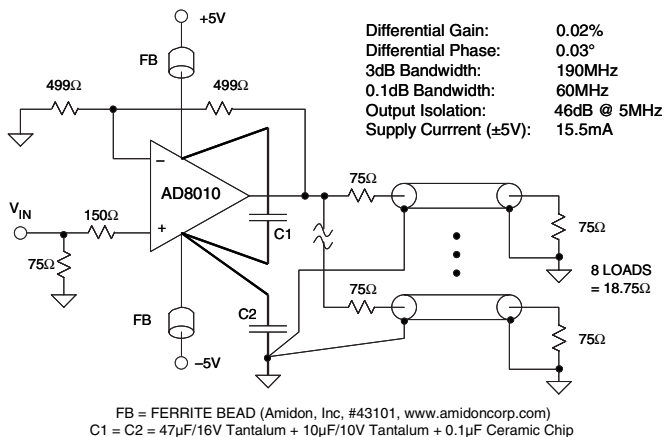 +5V
FB
499Ω
499Ω
Differential Gain: 0.02%
Differential Phase: 0.03°
3dB Bandwidth: 190MHz
0.1dB Bandwidth: 60MHz
Output Isolation: 46dB @ 5MHz
Supply Currrent (±5V): 15.5mA
−
AD8010
+
VIN
150Ω
75Ω
C1
75Ω
75Ω
8 LOADS
= 18.75Ω
75Ω
75Ω
FB
C2
−5V
FB = FERRITE BEAD (Amidon, Inc, #43101, www.amidoncorp.com)
C1 = C2 = 47µF/16V Tantalum + 10µF/10V Tantalum + 0.1µF Ceramic Chip